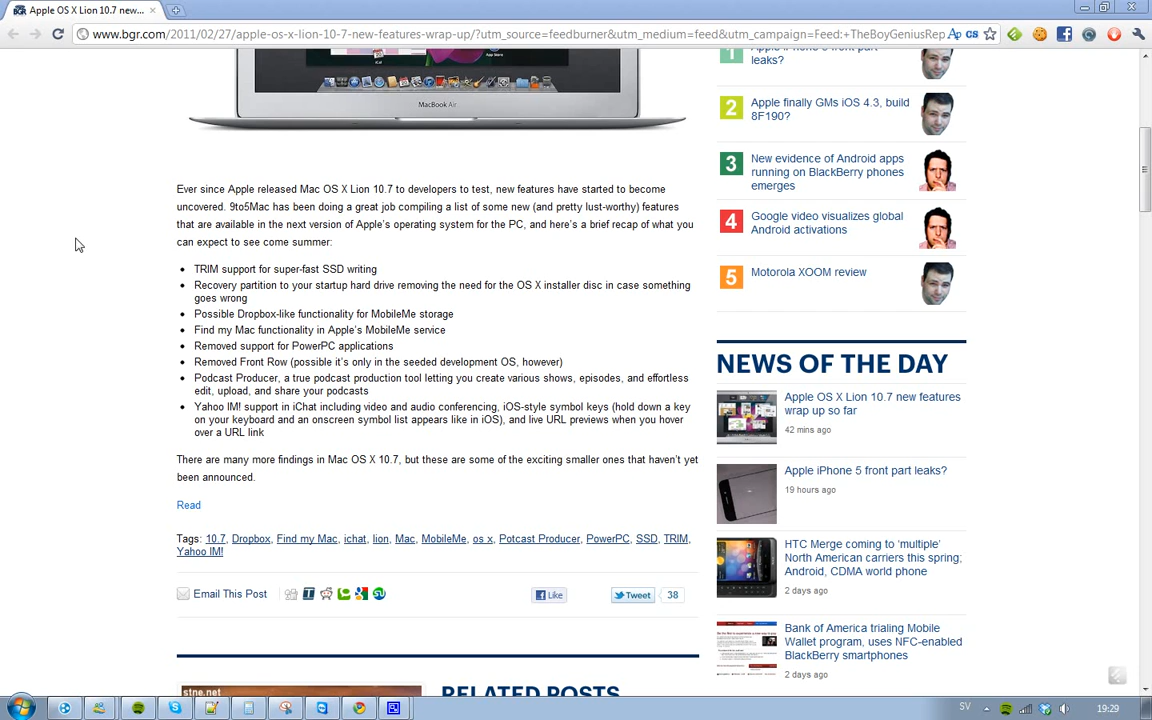 BGR Apple OS X Lion 10.7 new...
www.bgr.com/2011/02/27/apple-os-x-lion-10-7-new-features-wrap-up/?utm_source=feedburner&utm_medium=feed&utm_campaign=Feed:+TheBoyGeniusRep
iCal
App Store
MacBook Air
Ever since Apple released Mac OS X Lion 10.7 to developers to test, new features have started to become
uncovered. 9to5Mac has been doing a great job compiling a list of some new (and pretty lust-worthy) features
that are available in the next version of Apple's operating system for the PC, and here's a brief recap of what you
can expect to see come summer:
• TRIM support for super-fast SSD writing
• Recovery partition to your startup hard drive removing the need for the OS X installer disc in case something
goes wrong
• Possible Dropbox-like functionality for MobileMe storage
• Find my Mac functionality in Apple's MobileMe service
• Removed support for PowerPC applications
• Removed Front Row (possible it's only in the seeded development OS, however)
• Podcast Producer, a true podcast production tool letting you create various shows, episodes, and effortless
edit, upload, and share your podcasts
• Yahoo IM! support in iChat including video and audio conferencing, iOS-style symbol keys (hold down a key
on your keyboard and an onscreen symbol list appears like in iOS), and live URL previews when you hover
over a URL link
There are many more findings in Mac OS X 10.7, but these are some of the exciting smaller ones that haven't yet
been announced.
Read
Tags: 10.7, Dropbox, Find my Mac, ichat, lion, Mac, MobileMe, os x, Potcast Producer, PowerPC, SSD, TRIM,
Yahoo IM!
Email This Post
Like
Tweet
38
stne.net
RELATED POSTS
1
Apple iPhone 5 front part
leaks?
2
Apple finally GMs iOS 4.3, build
8F190?
3
New evidence of Android apps
running on BlackBerry phones
emerges
4
Google video visualizes global
Android activations
5
Motorola XOOM review
NEWS OF THE DAY
Apple OS X Lion 10.7 new features
wrap up so far
42 mins ago
Apple iPhone 5 front part leaks?
19 hours ago
HTC Merge coming to 'multiple'
North American carriers this spring;
Android, CDMA world phone
2 days ago
Bank of America trialing Mobile
Wallet program, uses NFC-enabled
BlackBerry smartphones
2 days ago
SV
19:29